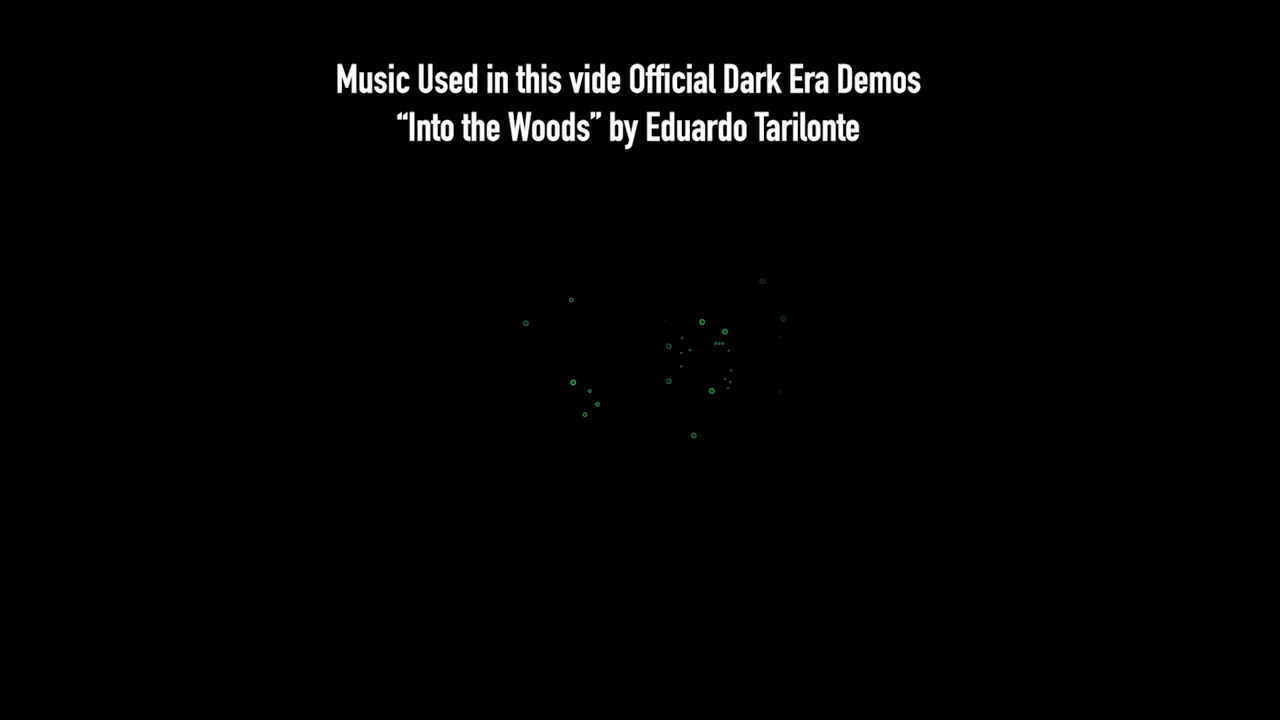 Music Used in this vide Official Dark Era Demos
“Into the Woods” by Eduardo Tarilonte